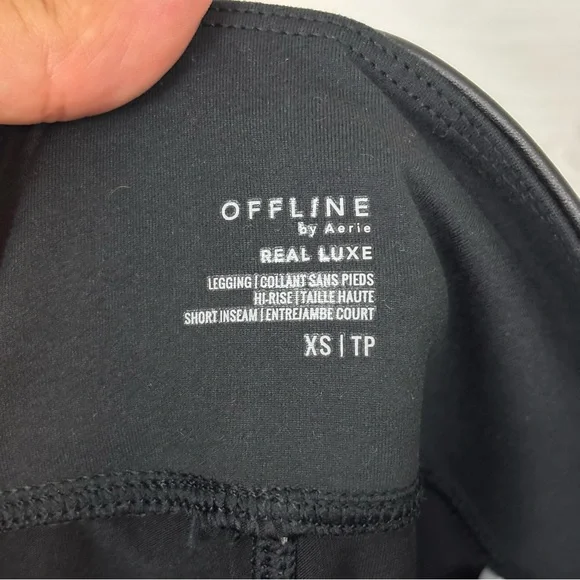 OFFLINE
by Aerie
REAL LUXE
LEGGING | COLLANT SANS PIEDS
HI-RISE | TAILLE HAUTE
SHORT INSEAM | ENTREJAMBE COURT
XS | TP